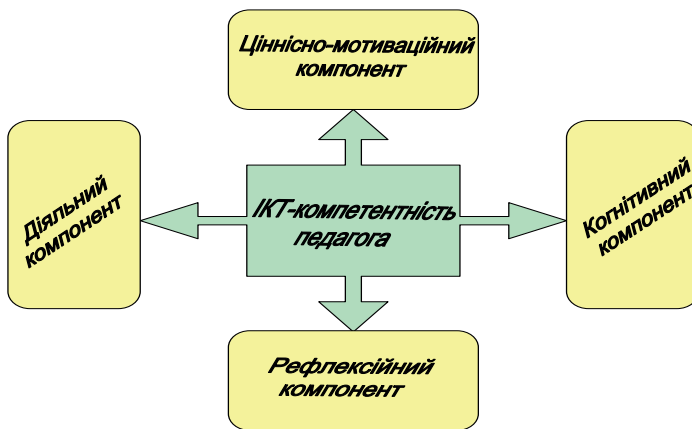 Ціннісно-мотиваційний
компонент
Діяльний
компонент
ІКТ-компетентність
педагога
Когнітивний
компонент
Рефлексійний
компонент